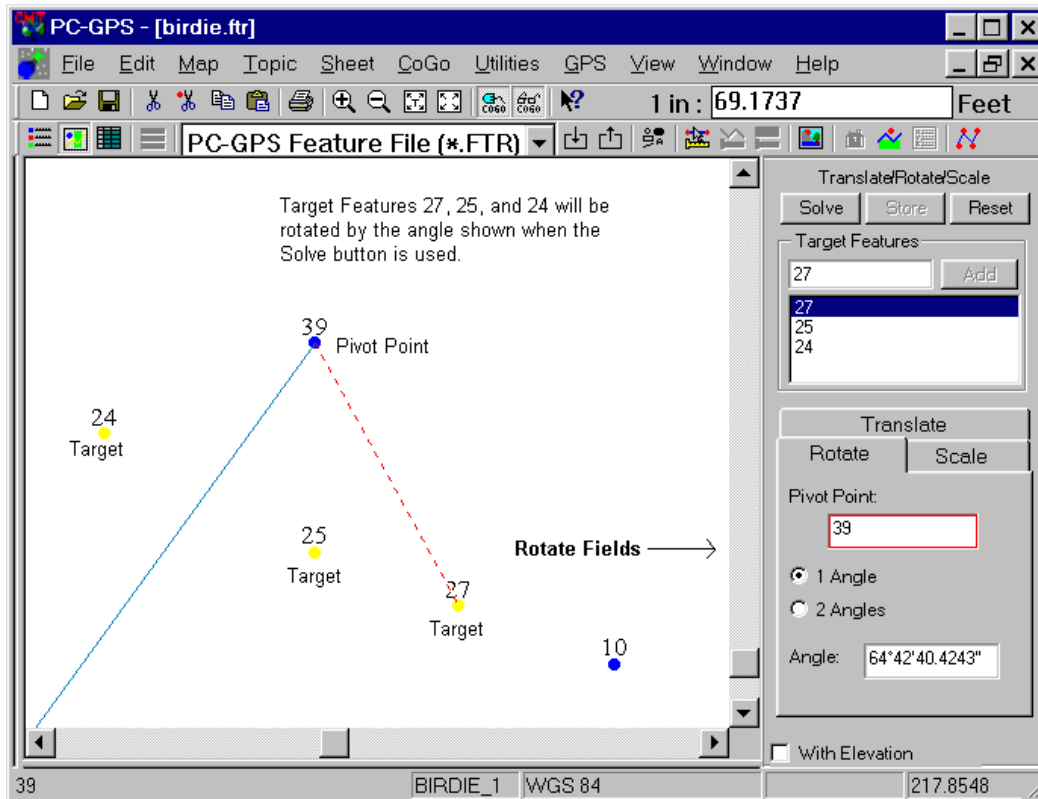 PC-GPS - [birdie.ftr]
File Edit Map Topic Sheet CoGo Utilities GPS View Window Help
1 in : 69.1737 Feet
PC-GPS Feature File (*.FTR)
Target Features 27, 25, and 24 will be
rotated by the angle shown when the
Solve button is used.
39
Pivot Point
24
Target
25
Target
27
Target
10
Rotate Fields
Translate/Rotate/Scale
Solve Store Reset
Target Features
27 Add
27
25
24
Translate
Rotate Scale
Pivot Point:
39
1 Angle
2 Angles
Angle: 64°42'40.4243"
With Elevation
39 BIRDIE_1 WGS 84 217.8548